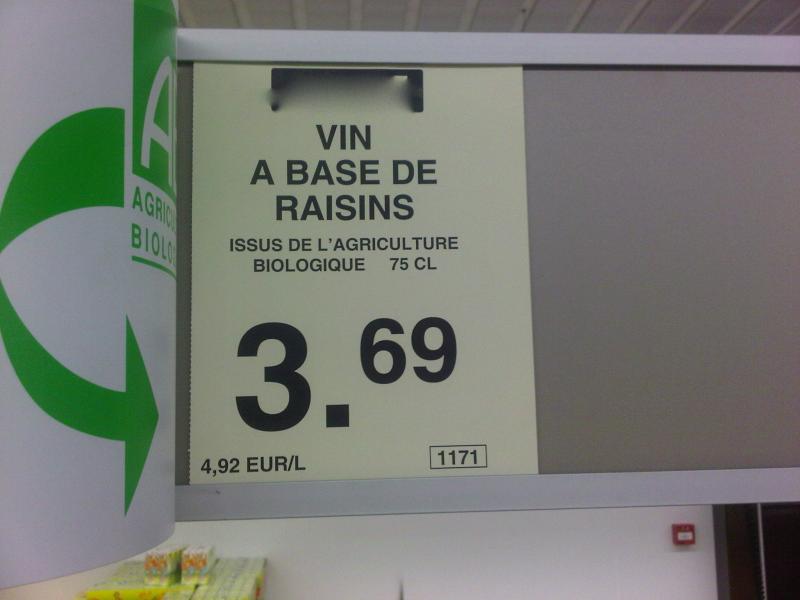 VIN
A BASE DE
RAISINS
ISSUS DE L'AGRICULTURE
BIOLOGIQUE 75 CL
3.69
4,92 EUR/L
1171